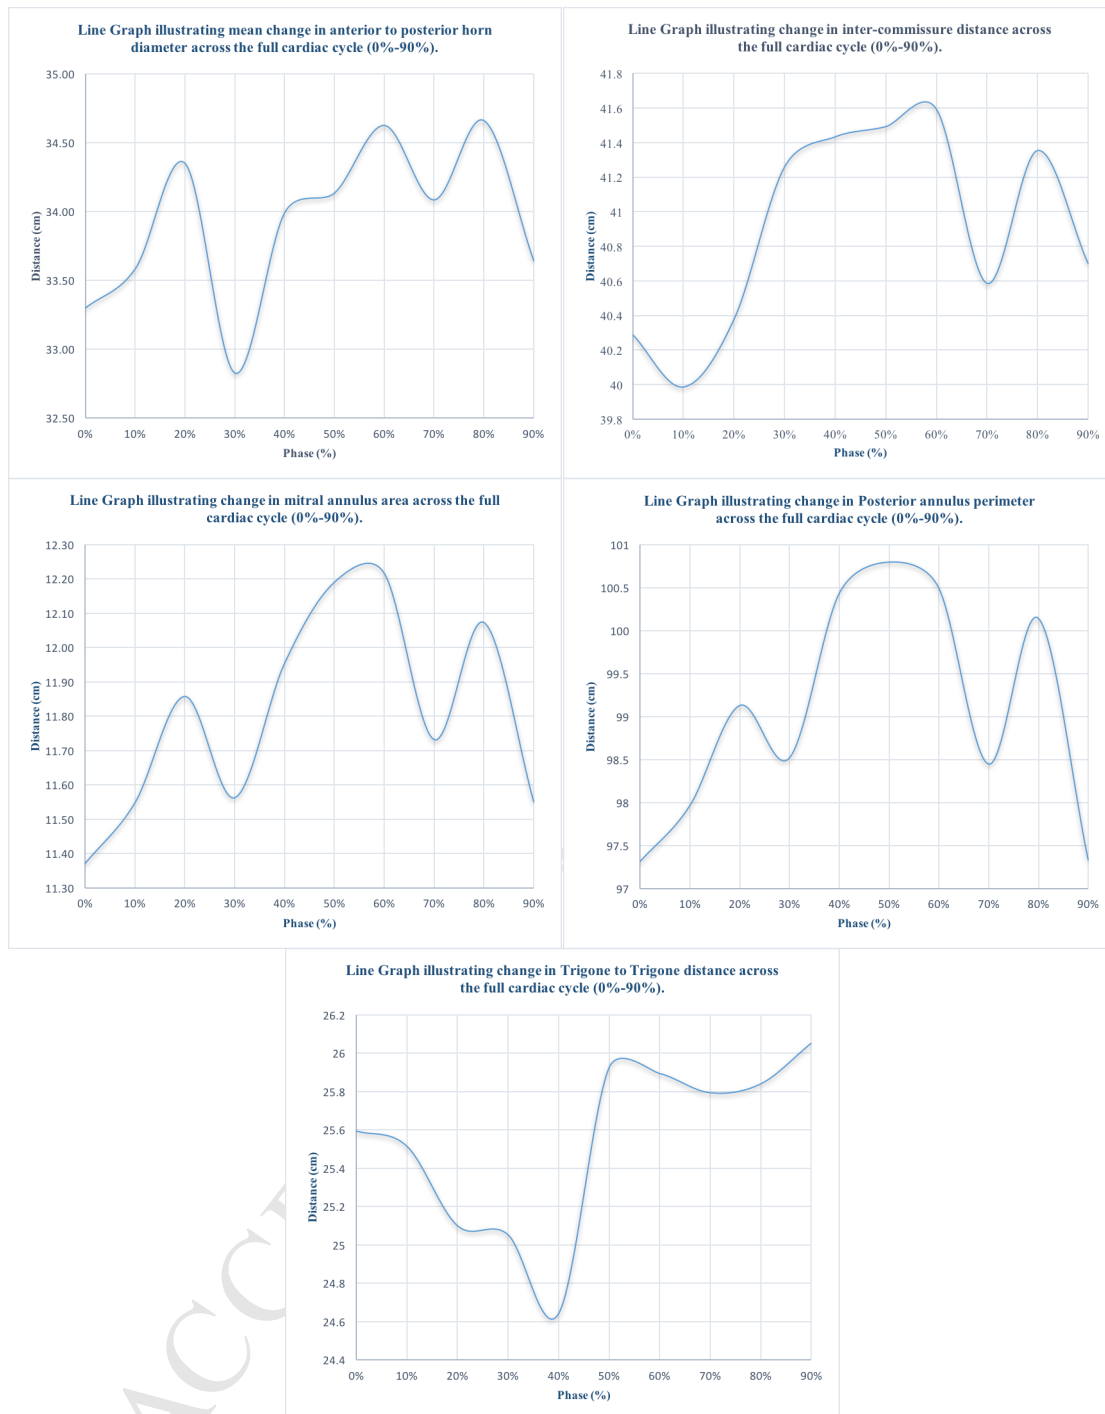 Line Graph illustrating mean change in anterior to posterior horn
diameter across the full cardiac cycle (0%-90%).
35.00
34.50
34.00
33.50
33.00
32.50
Distance (cm)
0% 10% 20% 30% 40% 50% 60% 70% 80% 90%
Phase (%)
Line Graph illustrating change in inter-commissure distance across
the full cardiac cycle (0%-90%).
41.8
41.6
41.4
41.2
41
40.8
40.6
40.4
40.2
40
39.8
Distance (cm)
0% 10% 20% 30% 40% 50% 60% 70% 80% 90%
Phase (%)
Line Graph illustrating change in mitral annulus area across the full
cardiac cycle (0%-90%).
12.30
12.20
12.10
12.00
11.90
11.80
11.70
11.60
11.50
11.40
11.30
Distance (cm)
0% 10% 20% 30% 40% 50% 60% 70% 80% 90%
Phase (%)
Line Graph illustrating change in Posterior annulus perimeter
across the full cardiac cycle (0%-90%).
101
100.5
100
99.5
99
98.5
98
97.5
97
Distance (cm)
0% 10% 20% 30% 40% 50% 60% 70% 80% 90%
Phase (%)
Line Graph illustrating change in Trigone to Trigone distance across
the full cardiac cycle (0%-90%).
26.2
26
25.8
25.6
25.4
25.2
25
24.8
24.6
24.4
Distance (cm)
0% 10% 20% 30% 40% 50% 60% 70% 80% 90%
Phase (%)